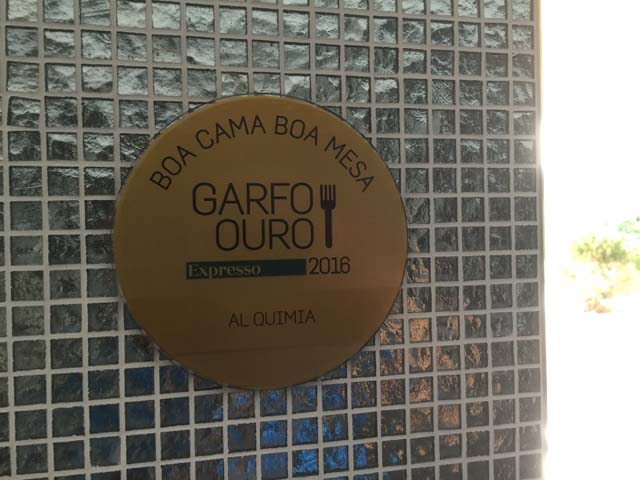 BOA CAMA BOA MESA
GARFO
OURO
Expresso 2016
AL QUIMIA